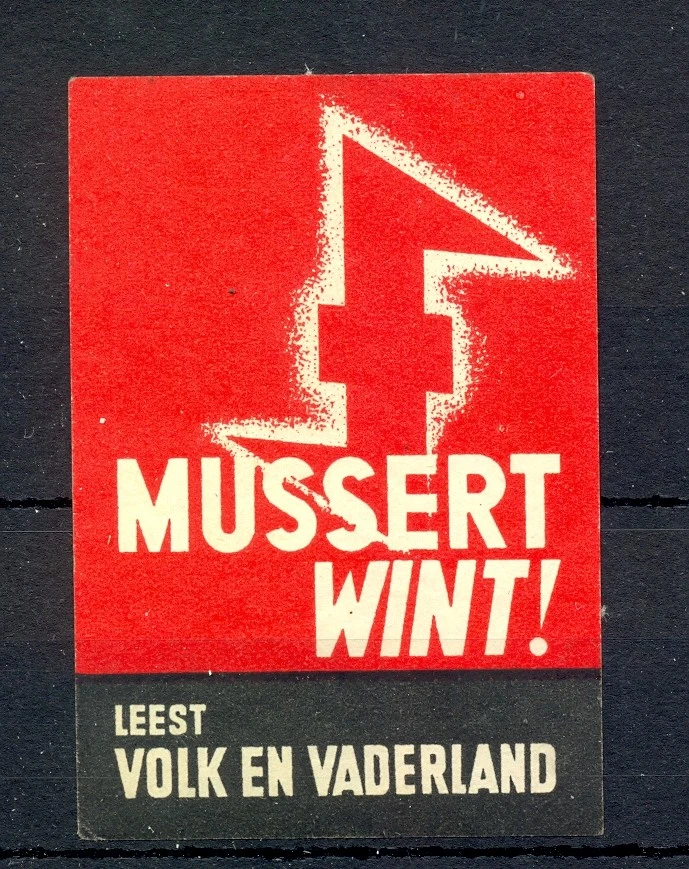 MUSSERT
WINT!
LEEST
VOLK EN VADERLAND